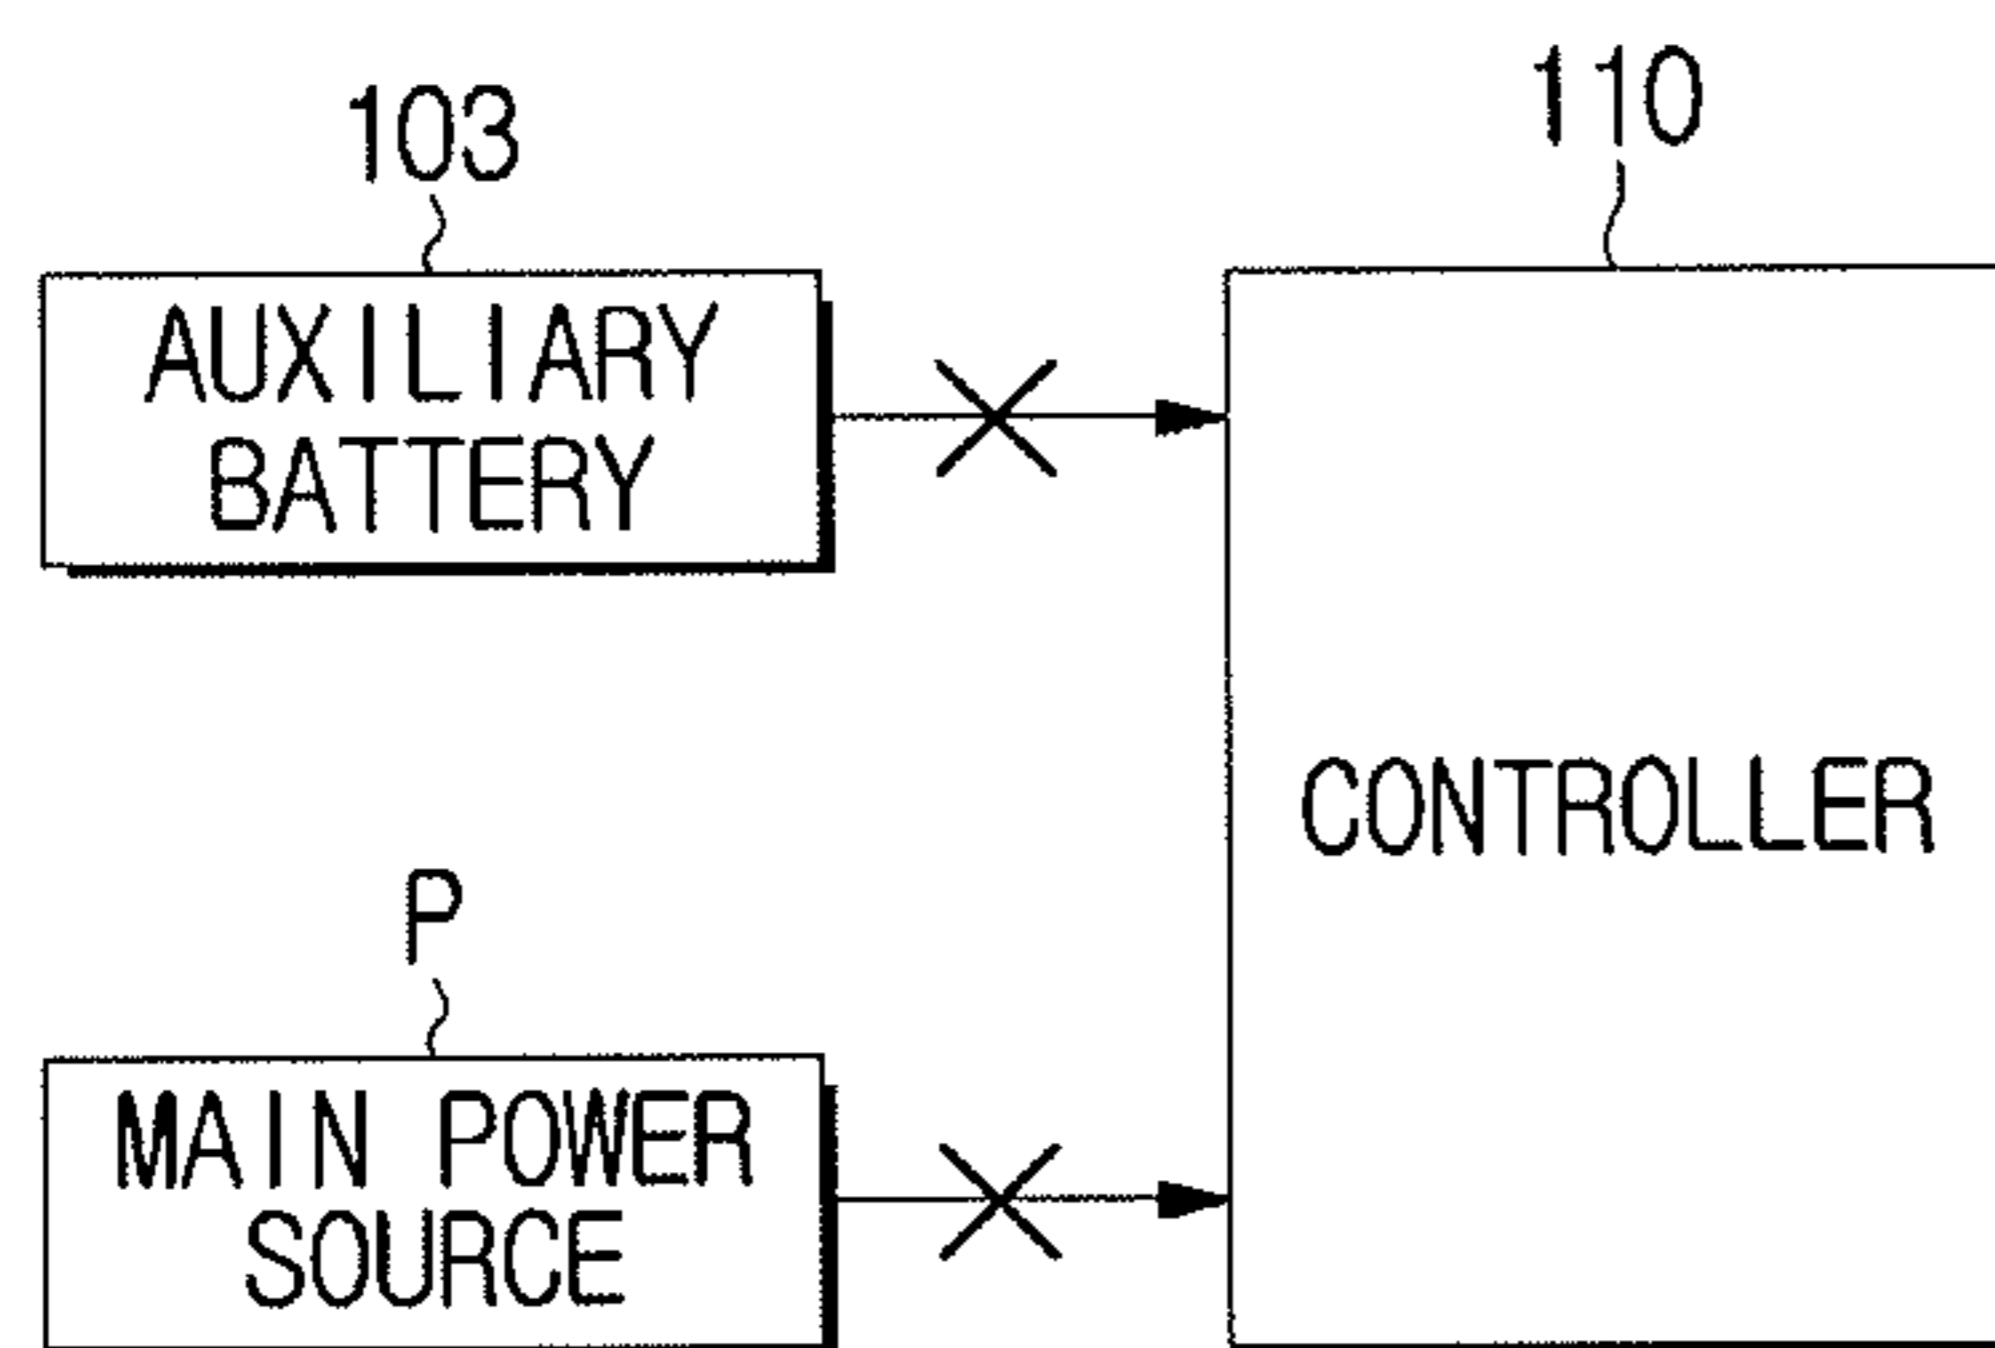 103
AUXILIARY
BATTERY
110
CONTROLLER
P
MAIN POWER
SOURCE